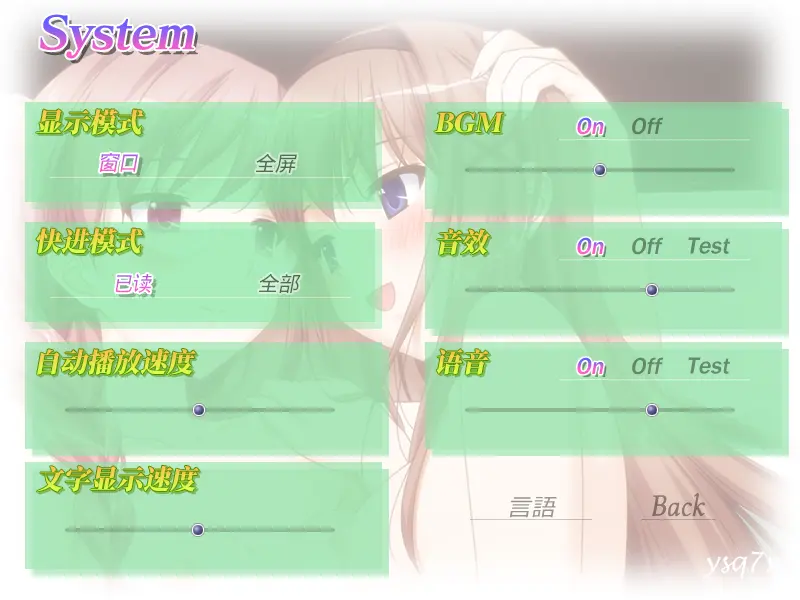 System
显示模式
窗口 全屏
快进模式
已读 全部
自动播放速度
文字显示速度
BGM On Off
音效 On Off Test
语音 On Off Test
言語 Back